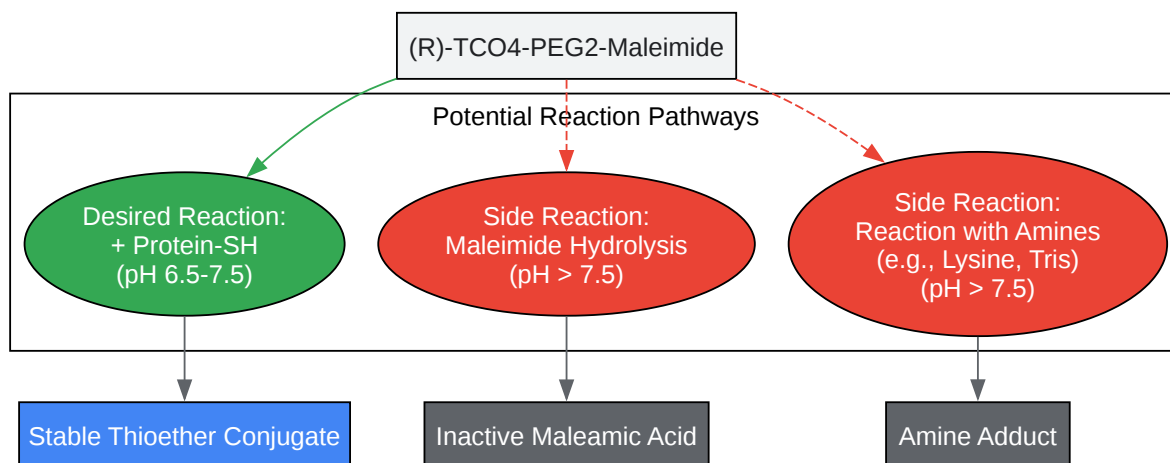 (R)-TCO4-PEG2-Maleimide
Potential Reaction Pathways
Desired Reaction:
+ Protein-SH
(pH 6.5-7.5)
Side Reaction:
Maleimide Hydrolysis
(pH > 7.5)
Side Reaction:
Reaction with Amines
(e.g., Lysine, Tris)
(pH > 7.5)
Stable Thioether Conjugate
Inactive Maleamic Acid
Amine Adduct